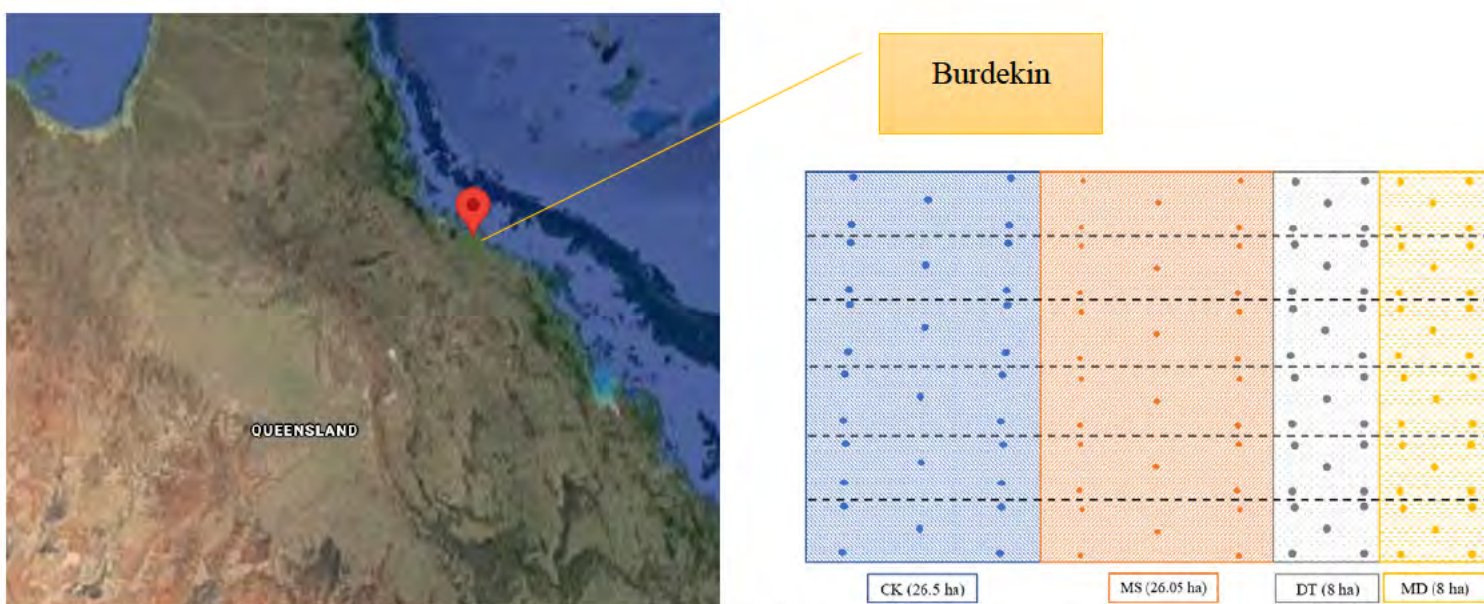 Burdekin
QUEENSLAND
CK (26.5 ha)
MS (26.05 ha)
DT (8 ha)
MD (8 ha)